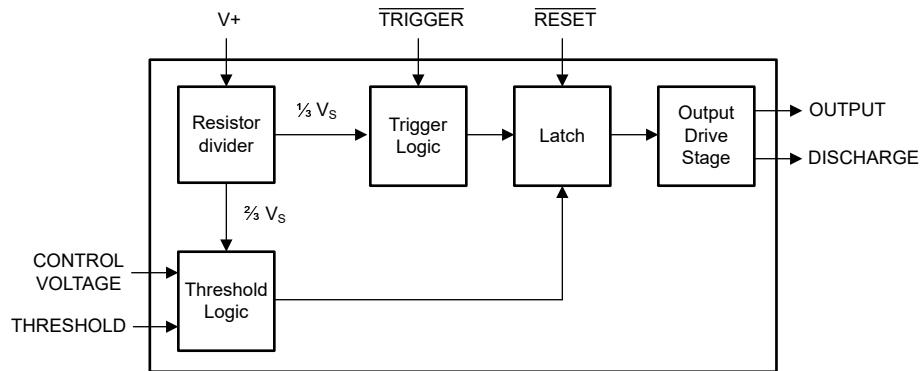 V+
TRIGGER
RESET
Resistor
divider
⅓ VS
Trigger
Logic
Latch
Output
Drive
Stage
OUTPUT
DISCHARGE
⅔ VS
CONTROL
VOLTAGE
THRESHOLD
Threshold
Logic